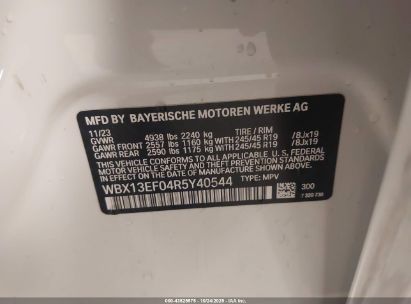 MFD BY BAYERISCHE MOTOREN WERKE AG
11/23
GVWR 4938 lbs 2240 kg TIRE / RIM
GAWR FRONT 2557 lbs 1160 kg WITH 245/45 R19 /8Jx19
GAWR REAR 2590 lbs 1175 kg WITH 245/45 R19 /8Jx19
THIS VEHICLE CONFORMS TO ALL APPLICABLE FEDERAL
MOTOR VEHICLE SAFETY, BUMPER, AND THEFT PREVENTION
STANDARDS IN EFFECT ON THE DATE OF MANUFACTURE SHOWN ABOVE.
WBX13EF04R5Y40544 TYPE: MPV
300